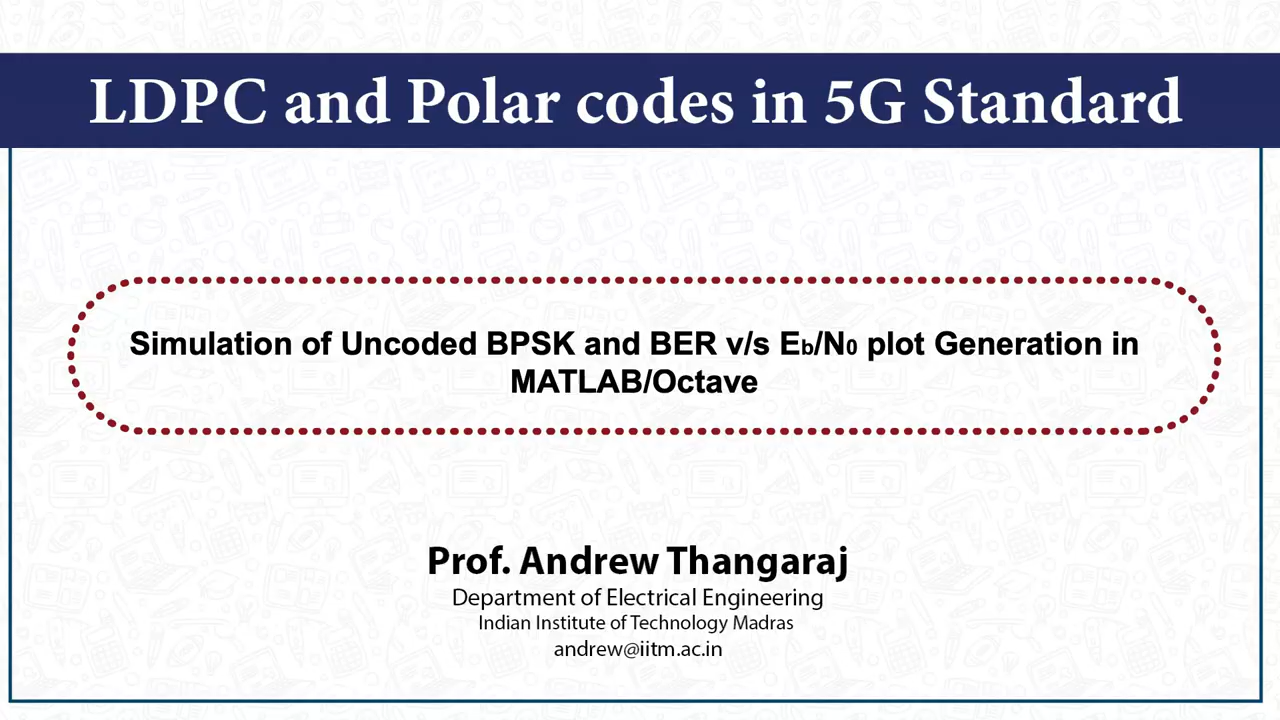 LDPC and Polar codes in 5G Standard
Simulation of Uncoded BPSK and BER v/s Eb/N0 plot Generation in
MATLAB/Octave
Prof. Andrew Thangaraj
Department of Electrical Engineering
Indian Institute of Technology Madras
andrew@iitm.ac.in